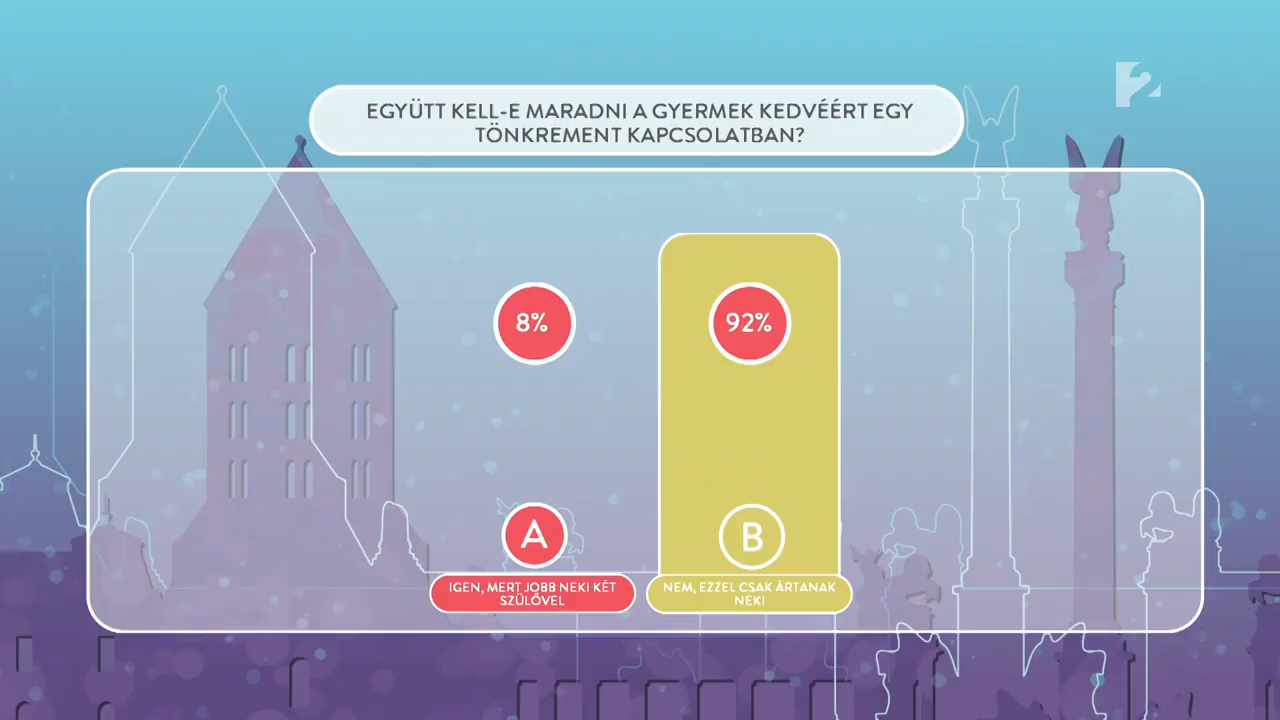 EGYÜTT KELL-E MARADNI A GYERMEK KEDVÉÉRT EGY
TÖNKREMENT KAPCSOLATBAN?
8%
92%
A
B
IGEN, MERT JOBB NEKI KÉT
SZÜLŐVEL
NEM, EZZEL CSAK ÁRTANAK
NEKI
2